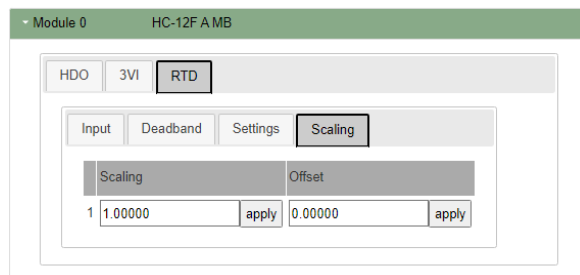 Module 0 HC-12F A MB
HDO 3VI RTD
Input Deadband Settings Scaling
Scaling Offset
1 1.00000 apply 0.00000 apply